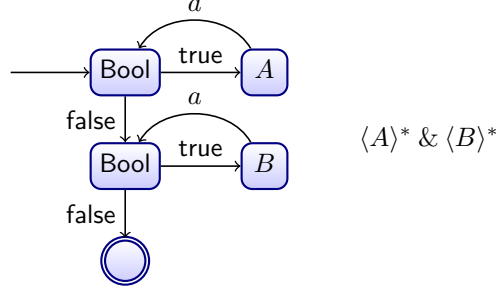 a
Bool true A
false a
Bool true B
false
⟨A⟩* & ⟨B⟩*